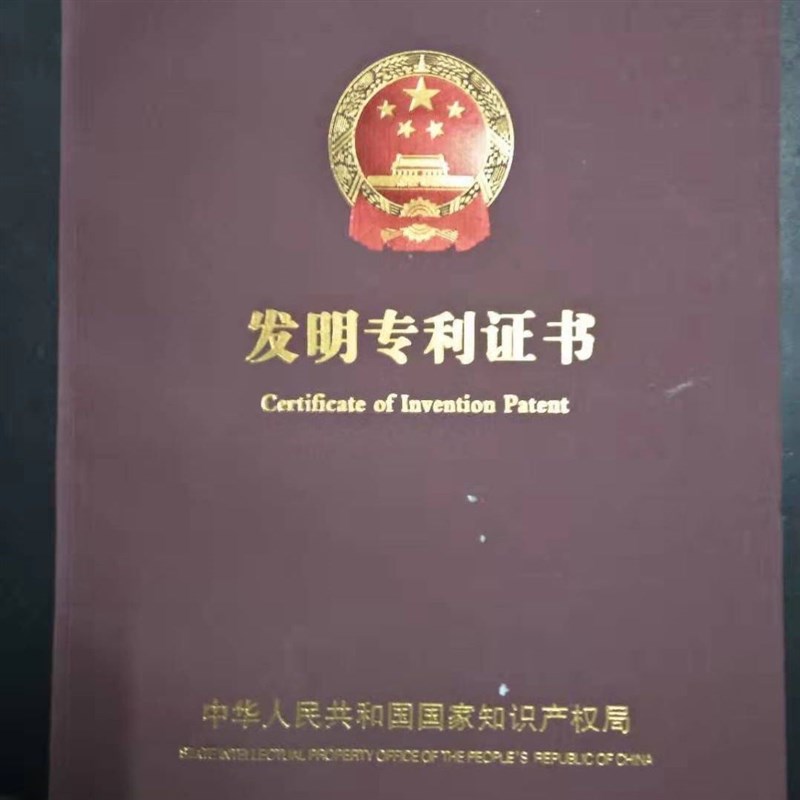 发明专利证书
Certificate of Invention Patent
中华人民共和国国家知识产权局
STATE INTELLECTUAL PROPERTY OFFICE OF THE PEOPLE'S REPUBLIC OF CHINA